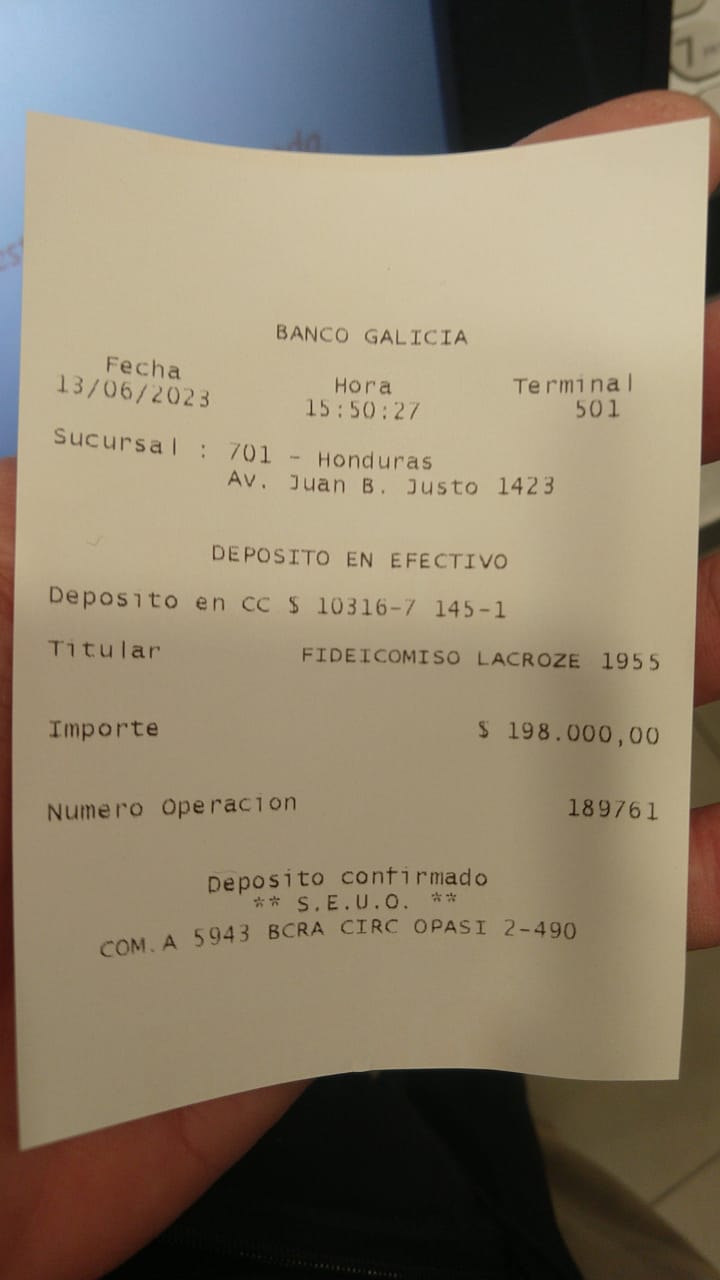 BANCO GALICIA
Fecha Hora Terminal
13/06/2023 15:50:27 501
Sucursal : 701 - Honduras
Av. Juan B. Justo 1423
DEPOSITO EN EFECTIVO
Deposito en CC $ 10316-7 145-1
Titular FIDEICOMISO LACROZE 1955
Importe $ 198.000,00
Numero Operacion 189761
Deposito confirmado
** S.E.U.O. **
COM.A 5943 BCRA CIRC OPASI 2-490
7